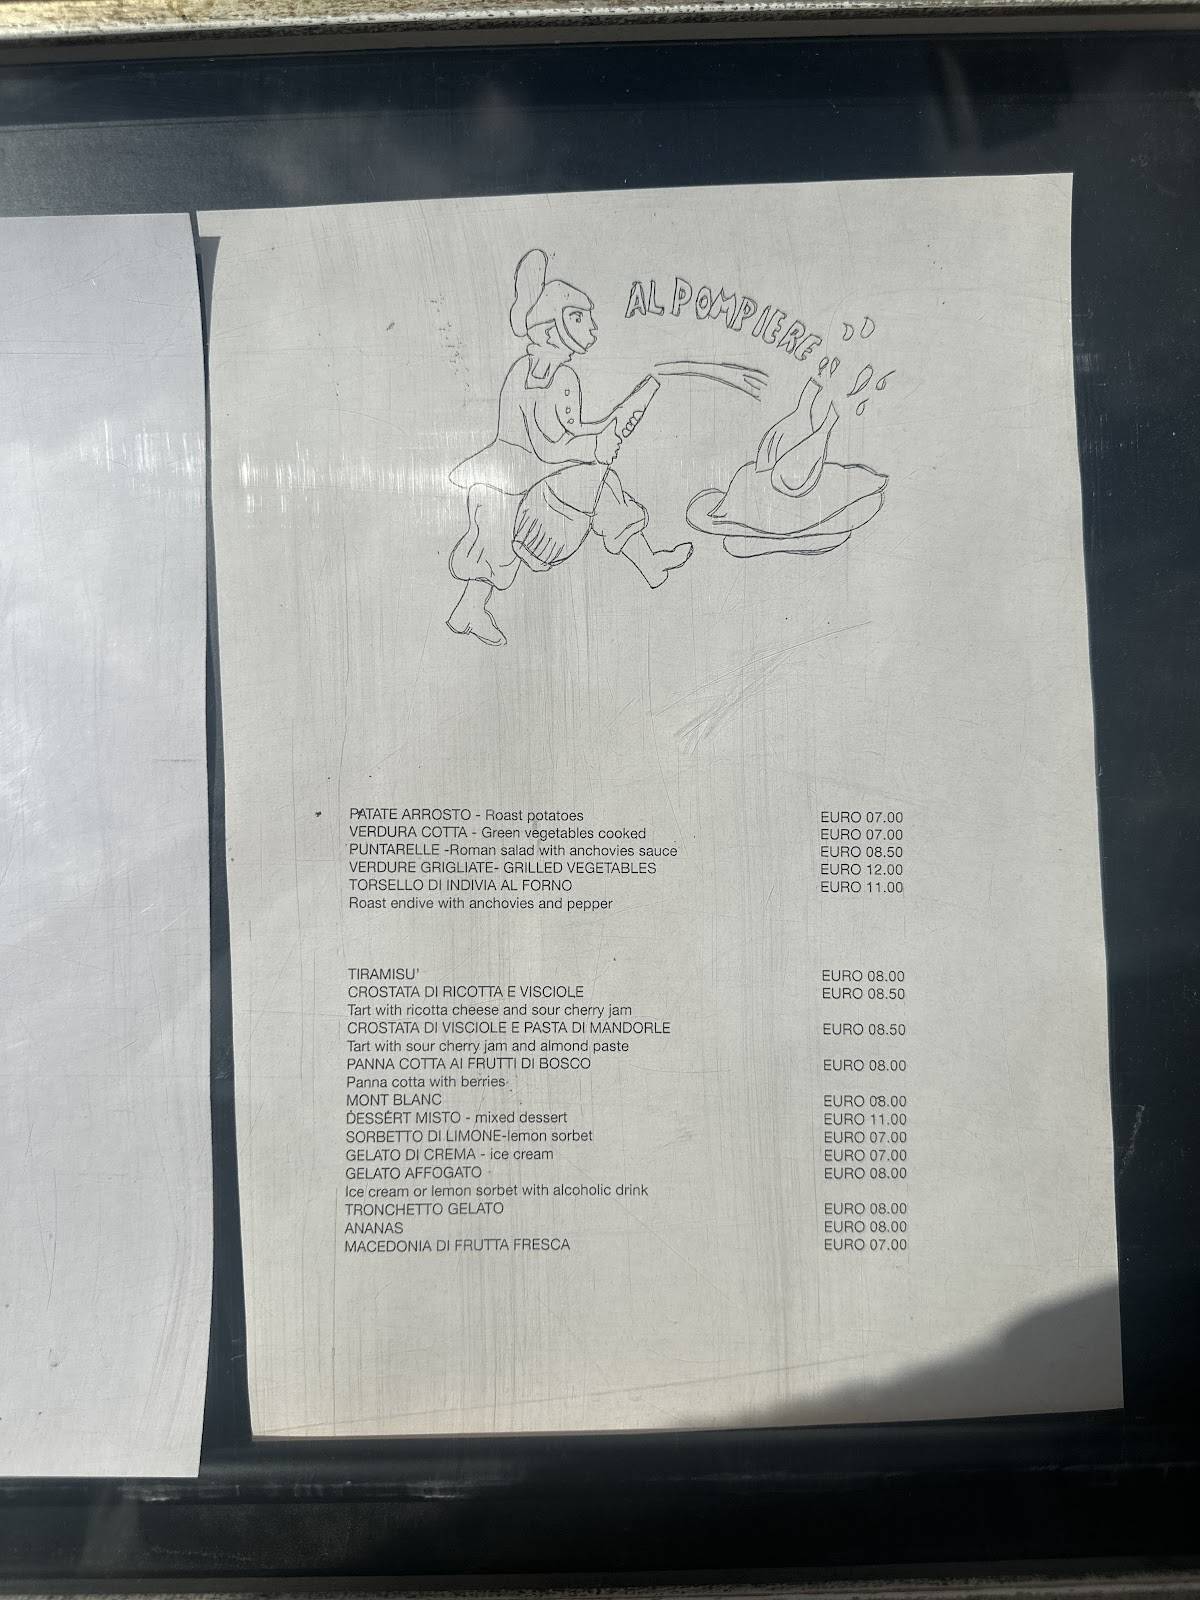 AL POMPIERE
PATATE ARROSTO - Roast potatoes EURO 07.00
VERDURA COTTA - Green vegetables cooked EURO 07.00
PUNTARELLE -Roman salad with anchovies sauce EURO 08.50
VERDURE GRIGLIATE- GRILLED VEGETABLES EURO 12.00
TORSELLO DI INDIVIA AL FORNO EURO 11.00
Roast endive with anchovies and pepper
TIRAMISU' EURO 08.00
CROSTATA DI RICOTTA E VISCIOLE EURO 08.50
Tart with ricotta cheese and sour cherry jam
CROSTATA DI VISCIOLE E PASTA DI MANDORLE EURO 08.50
Tart with sour cherry jam and almond paste
PANNA COTTA AI FRUTTI DI BOSCO EURO 08.00
Panna cotta with berries
MONT BLANC EURO 08.00
DESSERT MISTO - mixed dessert EURO 11.00
SORBETTO DI LIMONE-lemon sorbet EURO 07.00
GELATO DI CREMA - ice cream EURO 07.00
GELATO AFFOGATO EURO 08.00
Ice cream or lemon sorbet with alcoholic drink
TRONCHETTO GELATO EURO 08.00
ANANAS EURO 08.00
MACEDONIA DI FRUTTA FRESCA EURO 07.00